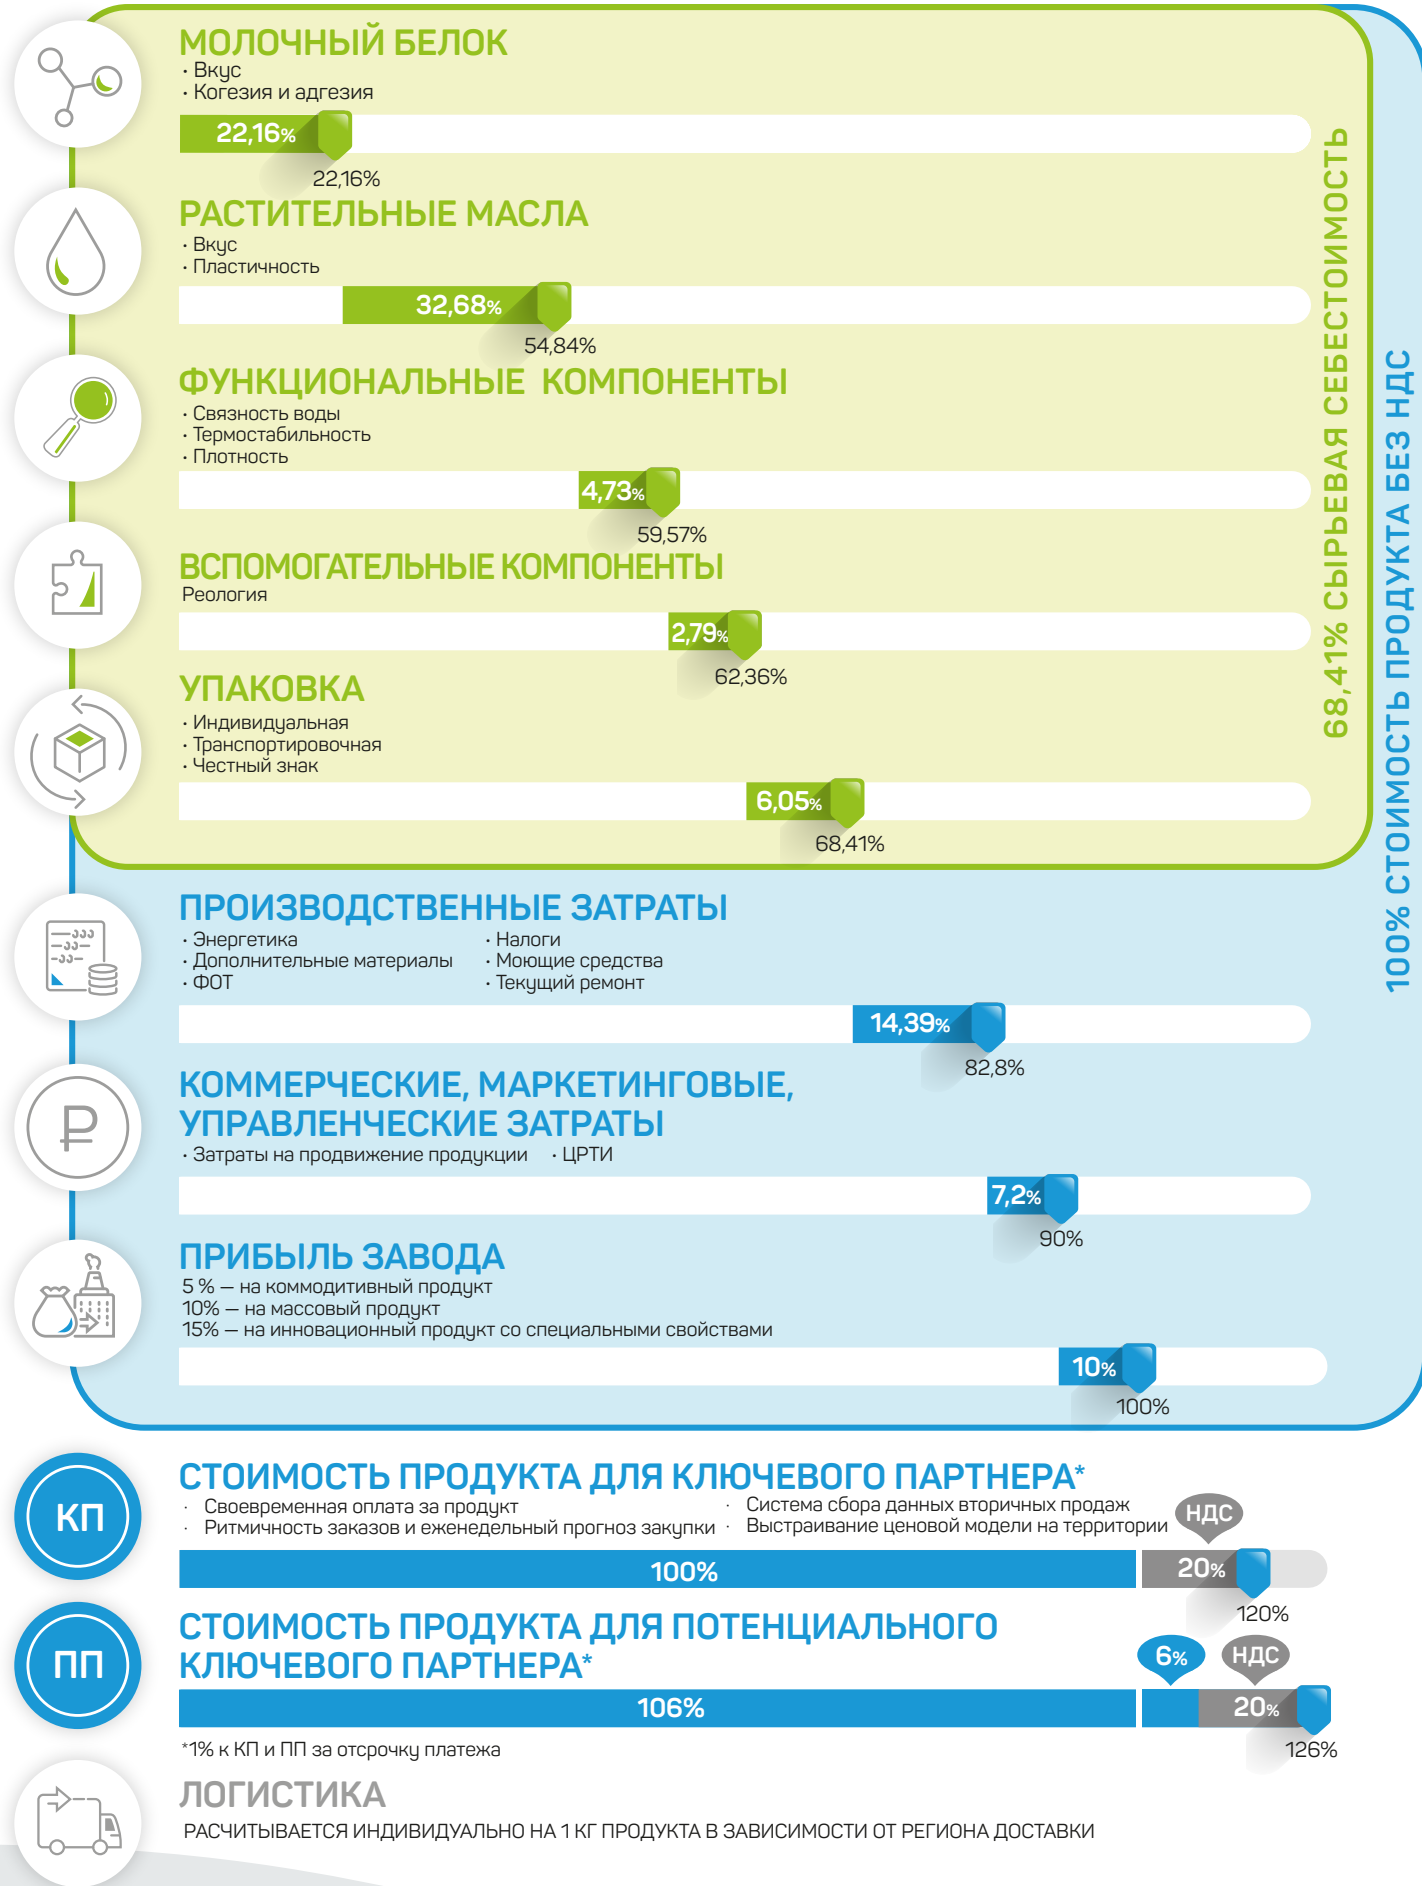 МОЛОЧНЫЙ БЕЛОК
· Вкус
· Когезия и адгезия
22,16%
22,16%
РАСТИТЕЛЬНЫЕ МАСЛА
· Вкус
· Пластичность
32,68%
54,84%
ФУНКЦИОНАЛЬНЫЕ КОМПОНЕНТЫ
· Связность воды
· Термостабильность
· Плотность
4,73%
59,57%
ВСПОМОГАТЕЛЬНЫЕ КОМПОНЕНТЫ
Реология
2,79%
62,36%
УПАКОВКА
· Индивидуальная
· Транспортировочная
· Честный знак
6,05%
68,41%
68,41% СЫРЬЕВАЯ СЕБЕСТОИМОСТЬ
100% СТОИМОСТЬ ПРОДУКТА БЕЗ НДС
ПРОИЗВОДСТВЕННЫЕ ЗАТРАТЫ
· Энергетика · Налоги
· Дополнительные материалы · Моющие средства
· ФОТ · Текущий ремонт
14,39%
82,8%
КОММЕРЧЕСКИЕ, МАРКЕТИНГОВЫЕ,
УПРАВЛЕНЧЕСКИЕ ЗАТРАТЫ
· Затраты на продвижение продукции · ЦРТИ
7,2%
90%
ПРИБЫЛЬ ЗАВОДА
5 % — на коммодитивный продукт
10% — на массовый продукт
15% — на инновационный продукт со специальными свойствами
10%
100%
КП
СТОИМОСТЬ ПРОДУКТА ДЛЯ КЛЮЧЕВОГО ПАРТНЕРА*
· Своевременная оплата за продукт · Система сбора данных вторичных продаж
· Ритмичность заказов и еженедельный прогноз закупки · Выстраивание ценовой модели на территории
НДС
100% 20%
120%
ПП
СТОИМОСТЬ ПРОДУКТА ДЛЯ ПОТЕНЦИАЛЬНОГО
КЛЮЧЕВОГО ПАРТНЕРА*
6% НДС
106% 20%
126%
*1% к КП и ПП за отсрочку платежа
ЛОГИСТИКА
РАСЧИТЫВАЕТСЯ ИНДИВИДУАЛЬНО НА 1 КГ ПРОДУКТА В ЗАВИСИМОСТИ ОТ РЕГИОНА ДОСТАВКИ